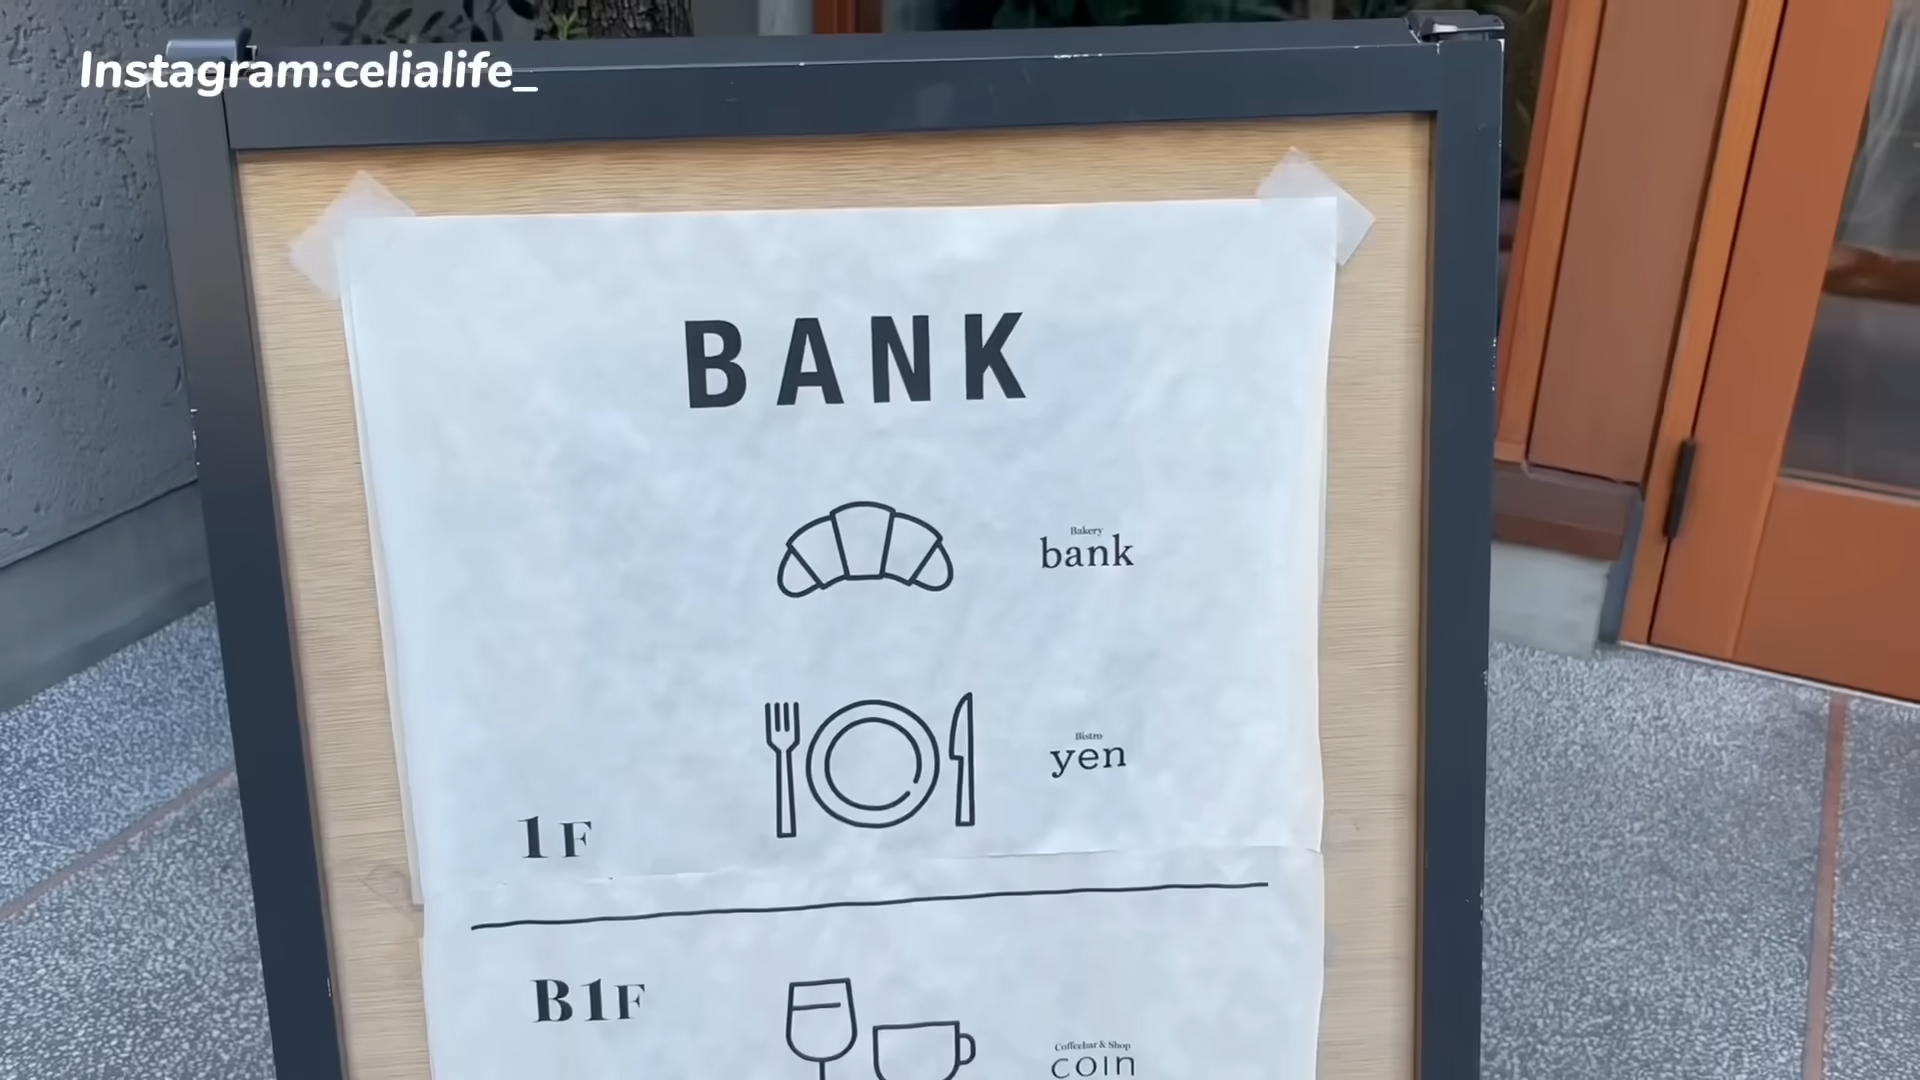 Instagram:celialife_
BANK
Bakery
bank
Bistro
yen
1F
B1F
Coffeebar & Shop
coin